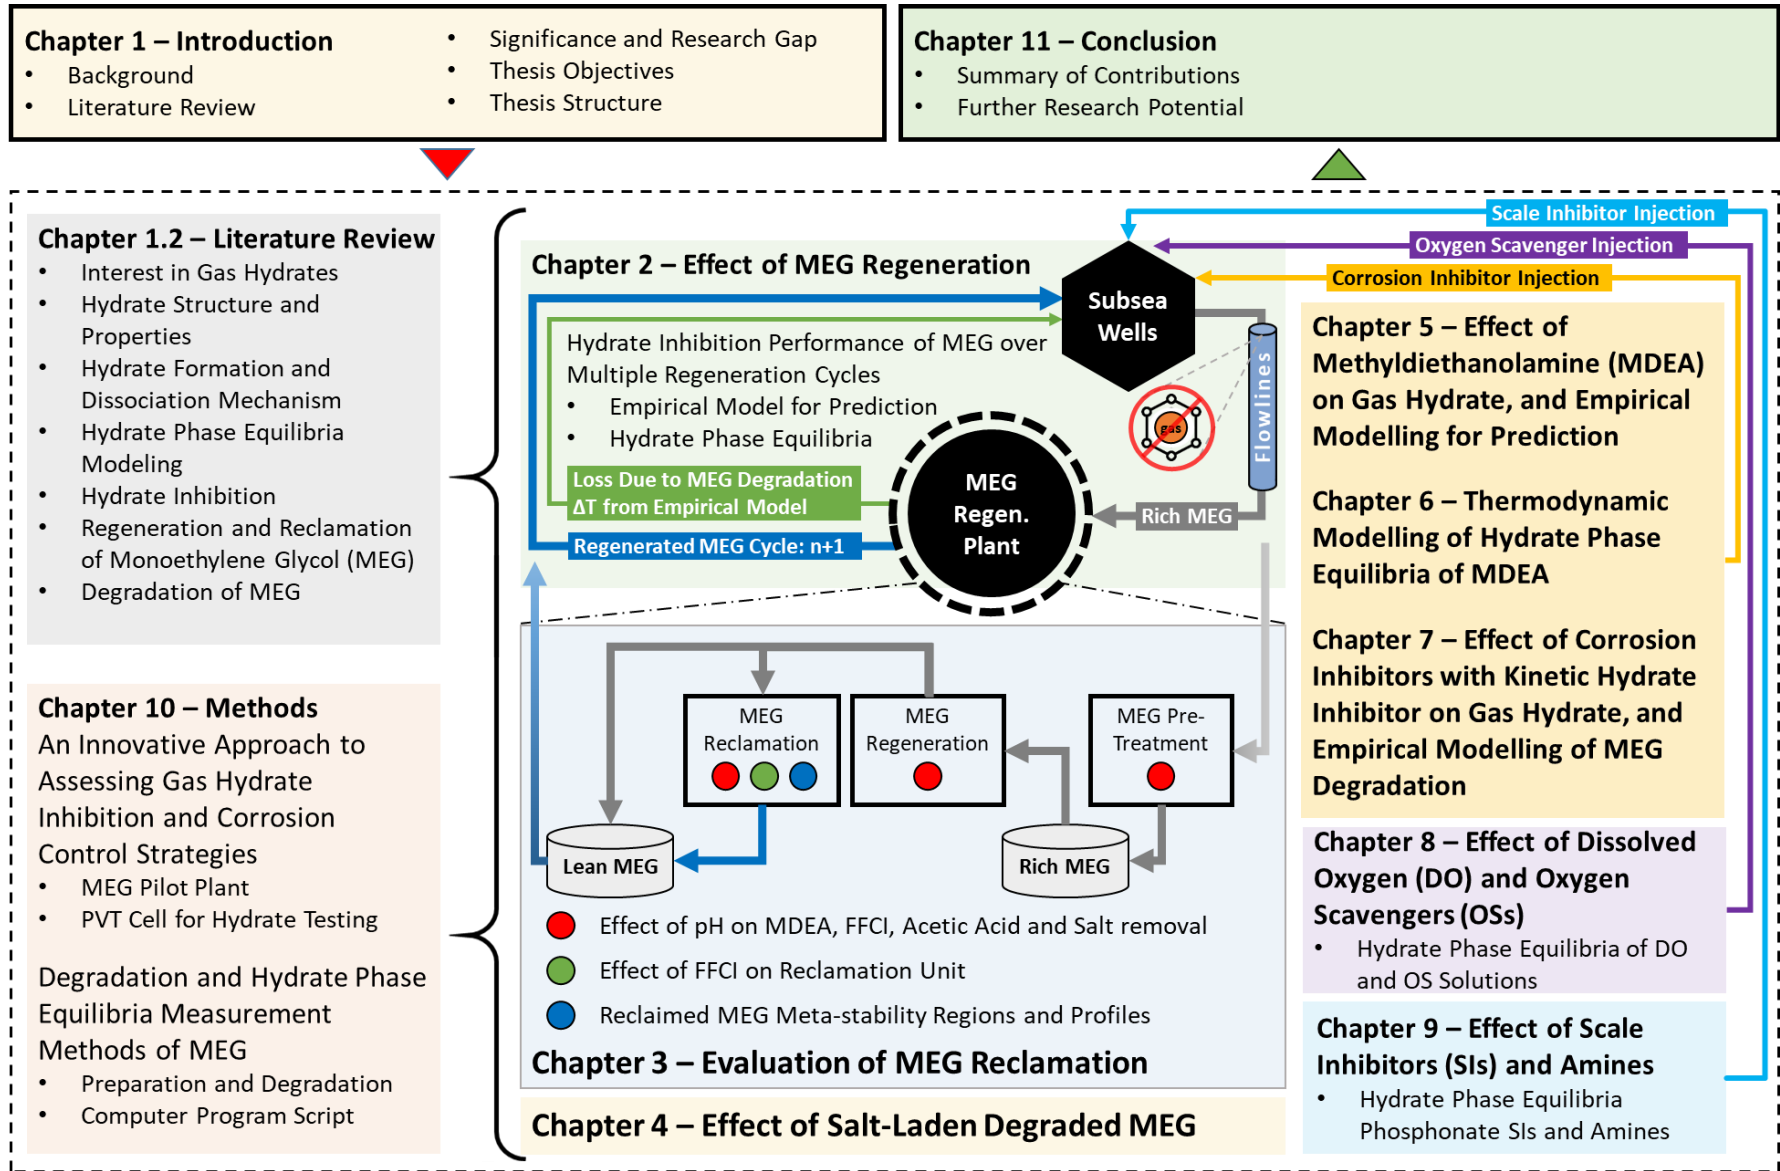 Chapter 1 – Introduction
• Background
• Literature Review
• Significance and Research Gap
• Thesis Objectives
• Thesis Structure
Chapter 11 – Conclusion
• Summary of Contributions
• Further Research Potential
Chapter 1.2 – Literature Review
• Interest in Gas Hydrates
• Hydrate Structure and
Properties
• Hydrate Formation and
Dissociation Mechanism
• Hydrate Phase Equilibria
Modeling
• Hydrate Inhibition
• Regeneration and Reclamation
of Monoethylene Glycol (MEG)
• Degradation of MEG
Chapter 10 – Methods
An Innovative Approach to
Assessing Gas Hydrate
Inhibition and Corrosion
Control Strategies
• MEG Pilot Plant
• PVT Cell for Hydrate Testing
Degradation and Hydrate Phase
Equilibria Measurement
Methods of MEG
• Preparation and Degradation
• Computer Program Script
Chapter 2 – Effect of MEG Regeneration
Hydrate Inhibition Performance of MEG over
Multiple Regeneration Cycles
• Empirical Model for Prediction
• Hydrate Phase Equilibria
Loss Due to MEG Degradation
ΔT from Empirical Model
Regenerated MEG Cycle: n+1
Subsea
Wells
gas
Flowlines
Rich MEG
MEG
Regen.
Plant
MEG
Reclamation
MEG
Regeneration
MEG Pre-
Treatment
Lean MEG
Rich MEG
Effect of pH on MDEA, FFCI, Acetic Acid and Salt removal
Effect of FFCI on Reclamation Unit
Reclaimed MEG Meta-stability Regions and Profiles
Chapter 3 – Evaluation of MEG Reclamation
Chapter 4 – Effect of Salt-Laden Degraded MEG
Scale Inhibitor Injection
Oxygen Scavenger Injection
Corrosion Inhibitor Injection
Chapter 5 – Effect of
Methyldiethanolamine (MDEA)
on Gas Hydrate, and Empirical
Modelling for Prediction
Chapter 6 – Thermodynamic
Modelling of Hydrate Phase
Equilibria of MDEA
Chapter 7 – Effect of Corrosion
Inhibitors with Kinetic Hydrate
Inhibitor on Gas Hydrate, and
Empirical Modelling of MEG
Degradation
Chapter 8 – Effect of Dissolved
Oxygen (DO) and Oxygen
Scavengers (OSs)
• Hydrate Phase Equilibria of DO
and OS Solutions
Chapter 9 – Effect of Scale
Inhibitors (SIs) and Amines
• Hydrate Phase Equilibria
Phosphonate SIs and Amines